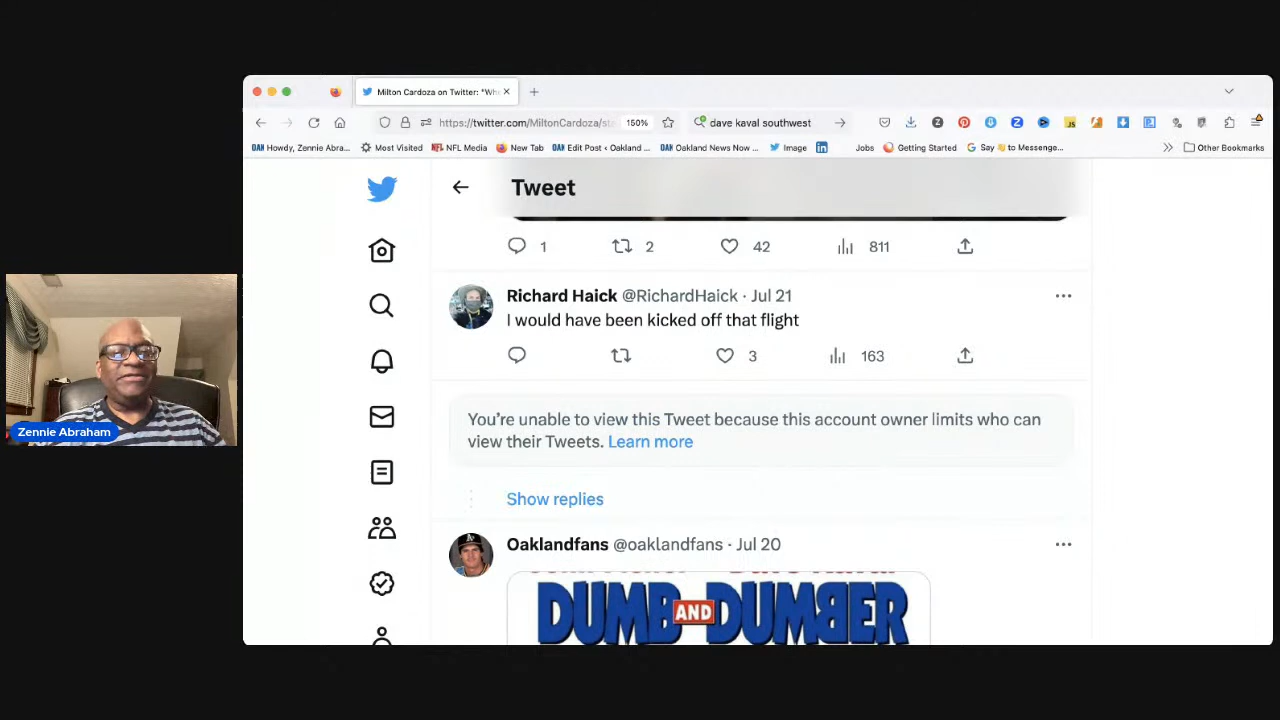 Milton Cardoza on Twitter: "Wh
https://twitter.com/MiltonCardoza/sta
150%
dave kaval southwest
Howdy, Zennie Abra...
Most Visited
NFL Media
New Tab
Edit Post ‹ Oakland ...
Oakland News Now ...
Image
Jobs
Getting Started
Say 👋 to Messenge...
Other Bookmarks
Tweet
1
2
42
811
Richard Haick @RichardHaick · Jul 21
I would have been kicked off that flight
3
163
You're unable to view this Tweet because this account owner limits who can
view their Tweets. Learn more
Show replies
Oaklandfans @oaklandfans · Jul 20
DUMB AND DUMBER
Zennie Abraham